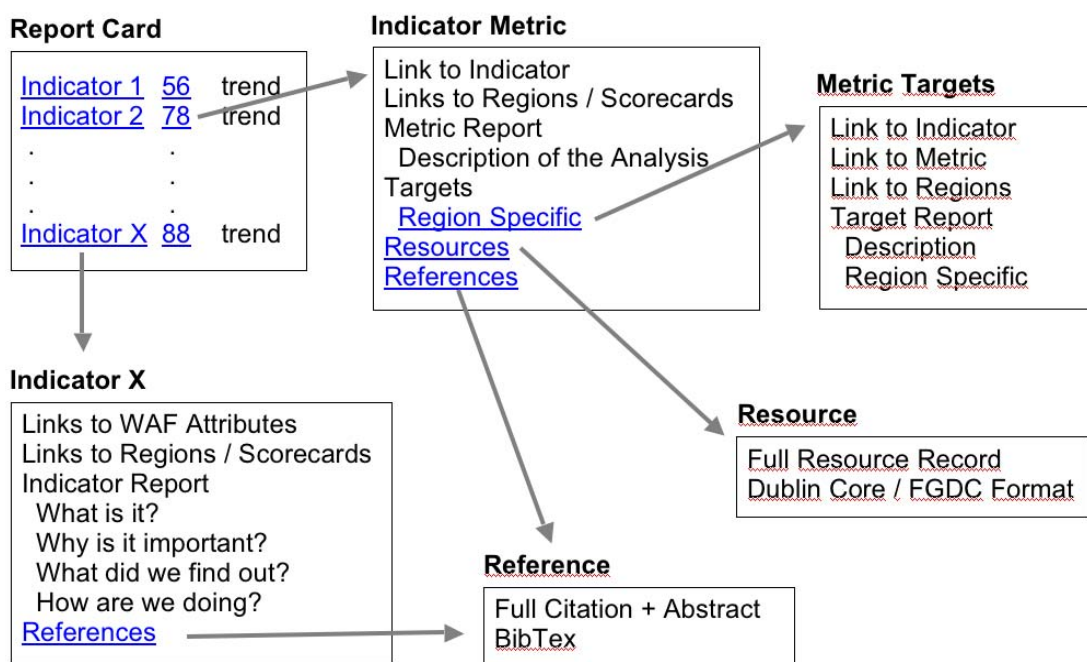 Report Card
Indicator 1 56 trend
Indicator 2 78 trend
. .
. .
. .
Indicator X 88 trend
Indicator Metric
Link to Indicator
Links to Regions / Scorecards
Metric Report
Description of the Analysis
Targets
Region Specific
Resources
References
Metric Targets
Link to Indicator
Link to Metric
Link to Regions
Target Report
Description
Region Specific
Indicator X
Links to WAF Attributes
Links to Regions / Scorecards
Indicator Report
What is it?
Why is it important?
What did we find out?
How are we doing?
References
Resource
Full Resource Record
Dublin Core / FGDC Format
Reference
Full Citation + Abstract
BibTex